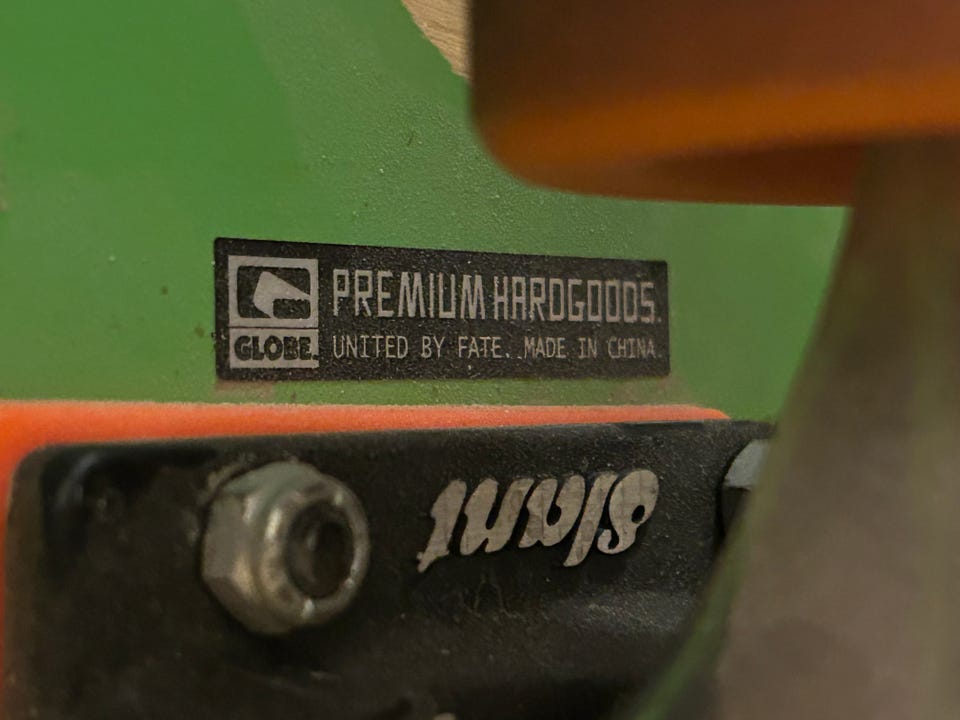 PREMIUM HARDGOODS.
GLOBE. UNITED BY FATE. MADE IN CHINA.
slant